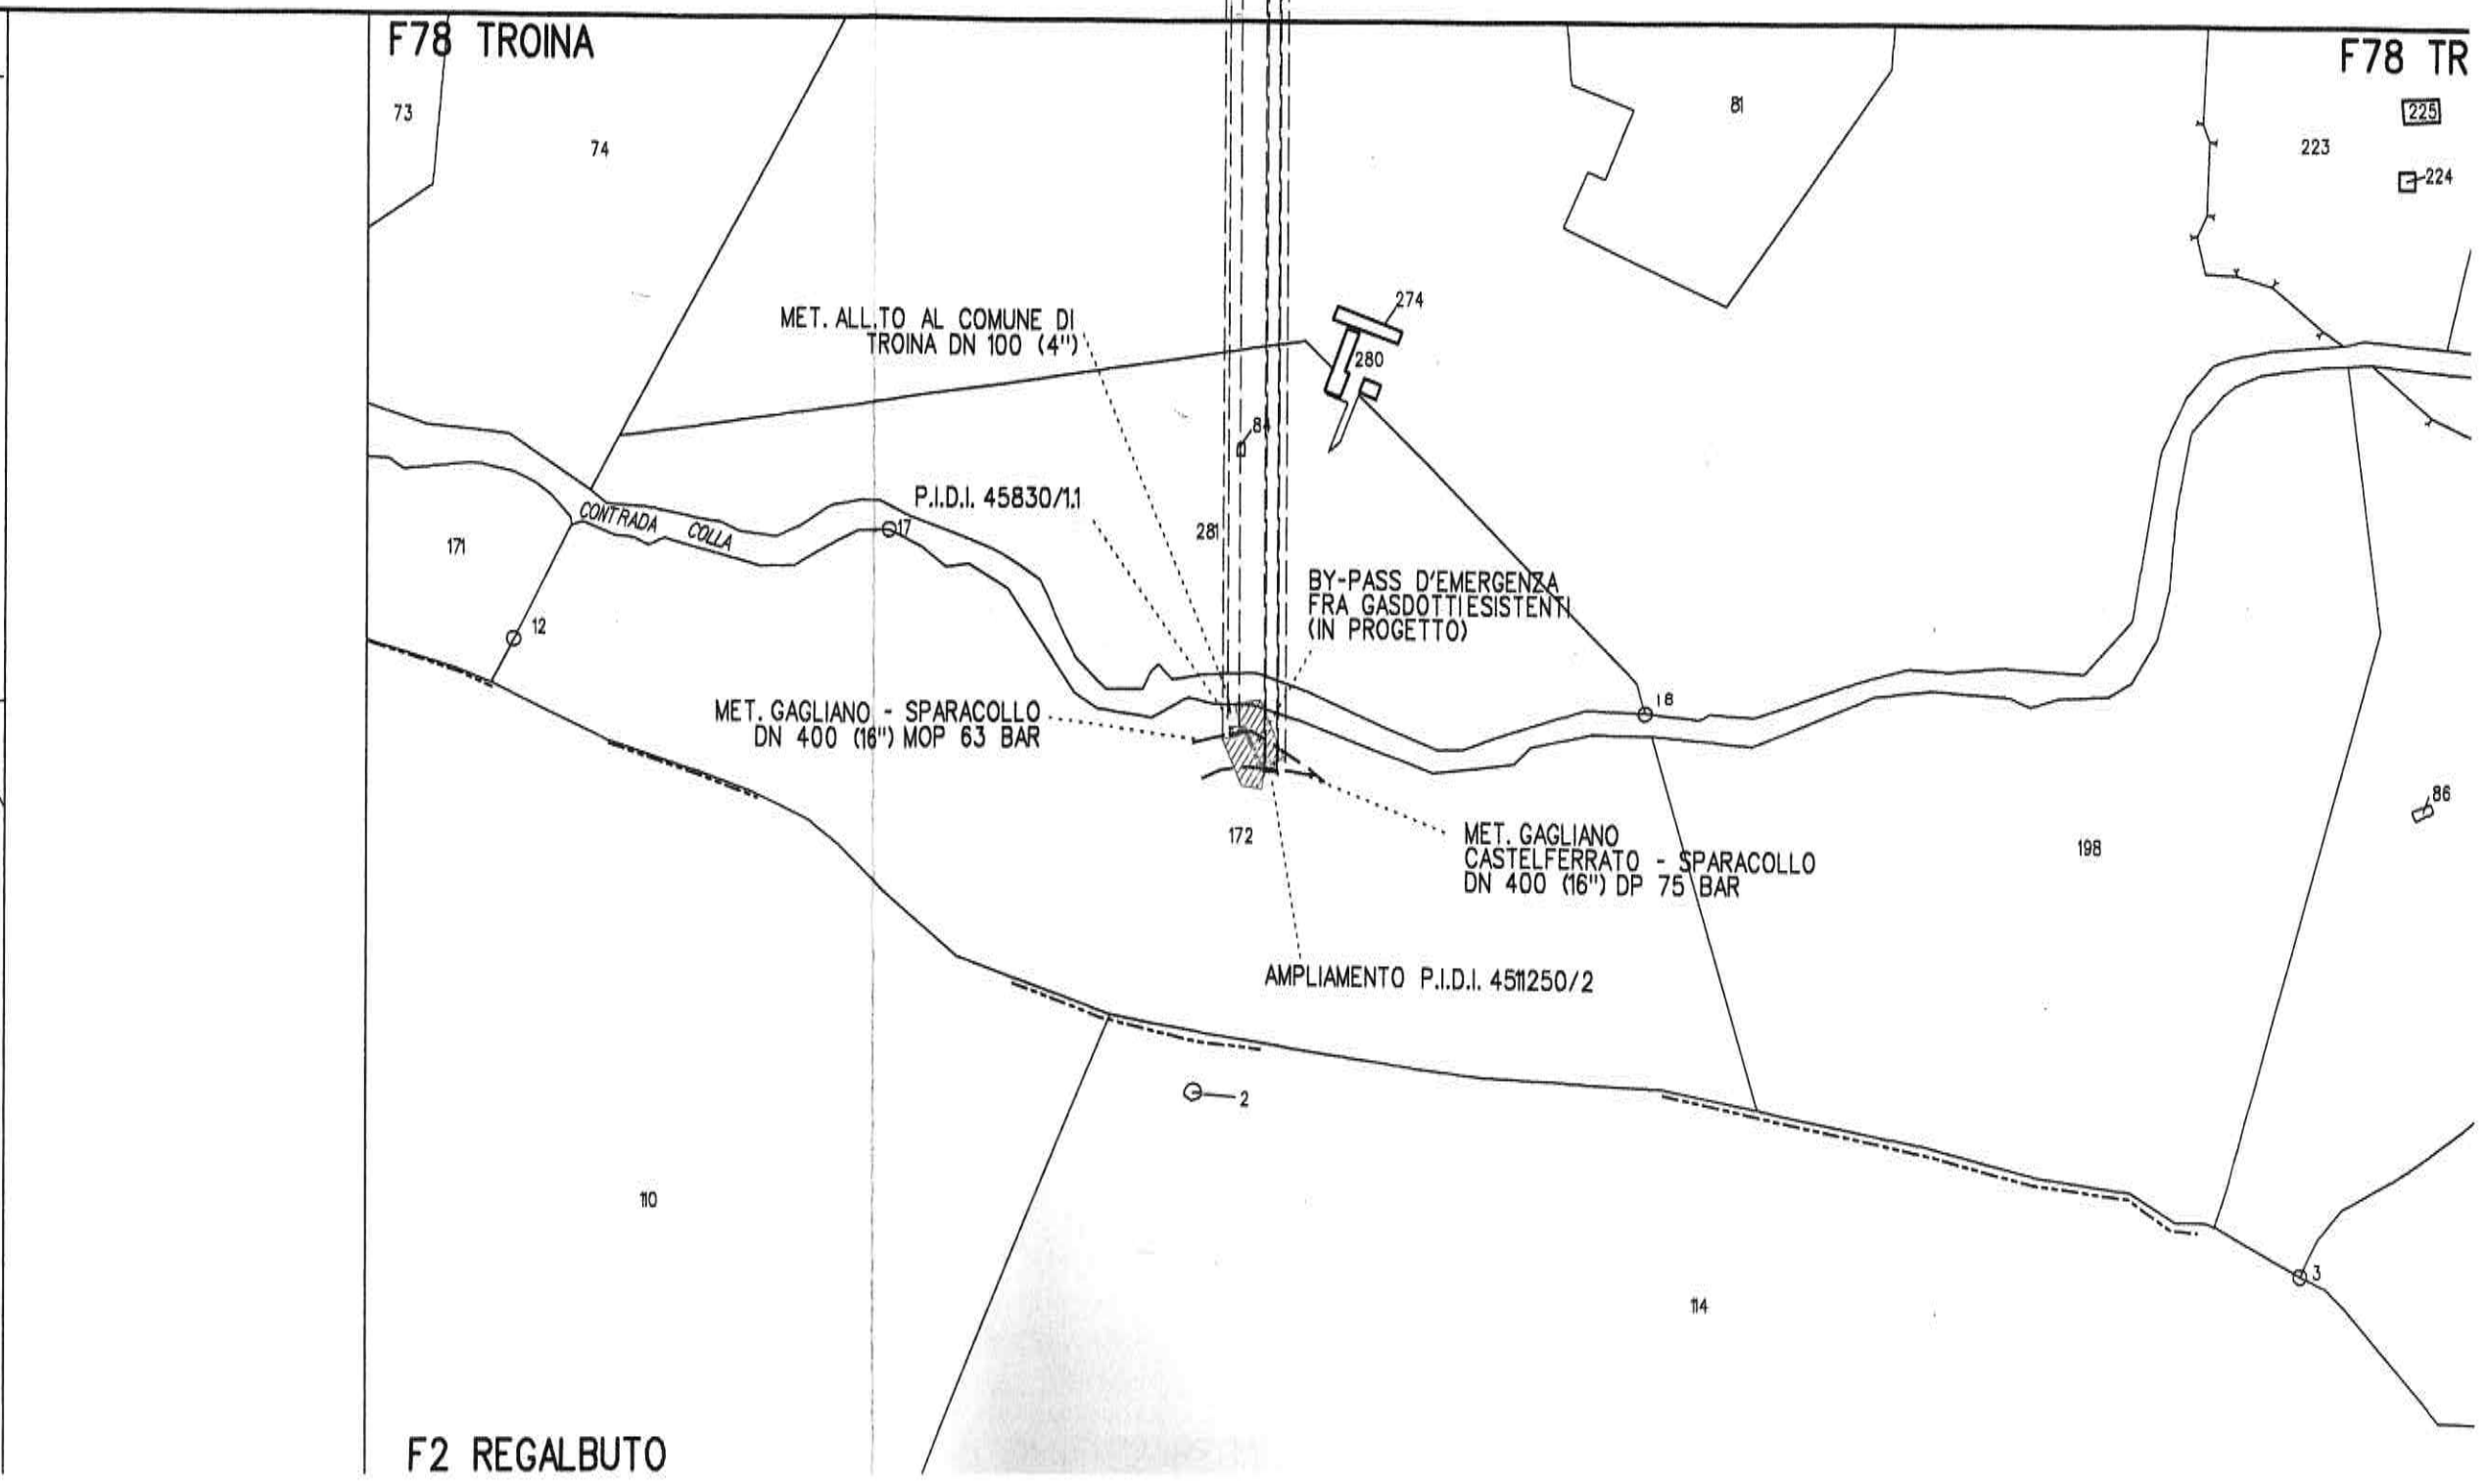 F78 TROINA
F78 TR
73
74
81
225
223
224
274
MET. ALL.TO AL COMUNE DI
TROINA DN 100 (4")
280
84
P.I.D.I. 45830/1.1
281
17
CONTRADA COLLA
171
12
BY-PASS D'EMERGENZA
FRA GASDOTTI ESISTENTI
(IN PROGETTO)
18
MET. GAGLIANO - SPARACOLLO
DN 400 (16") MOP 63 BAR
86
172
MET. GAGLIANO
CASTELFERRATO - SPARACOLLO
DN 400 (16") DP 75 BAR
198
AMPLIAMENTO P.I.D.I. 4511250/2
2
110
3
114
F2 REGALBUTO